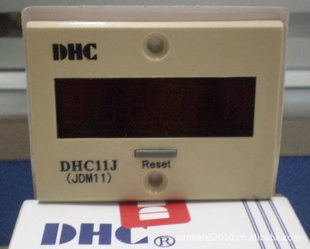 DHC
DHC11J
(JDM11)
Reset
DHC®